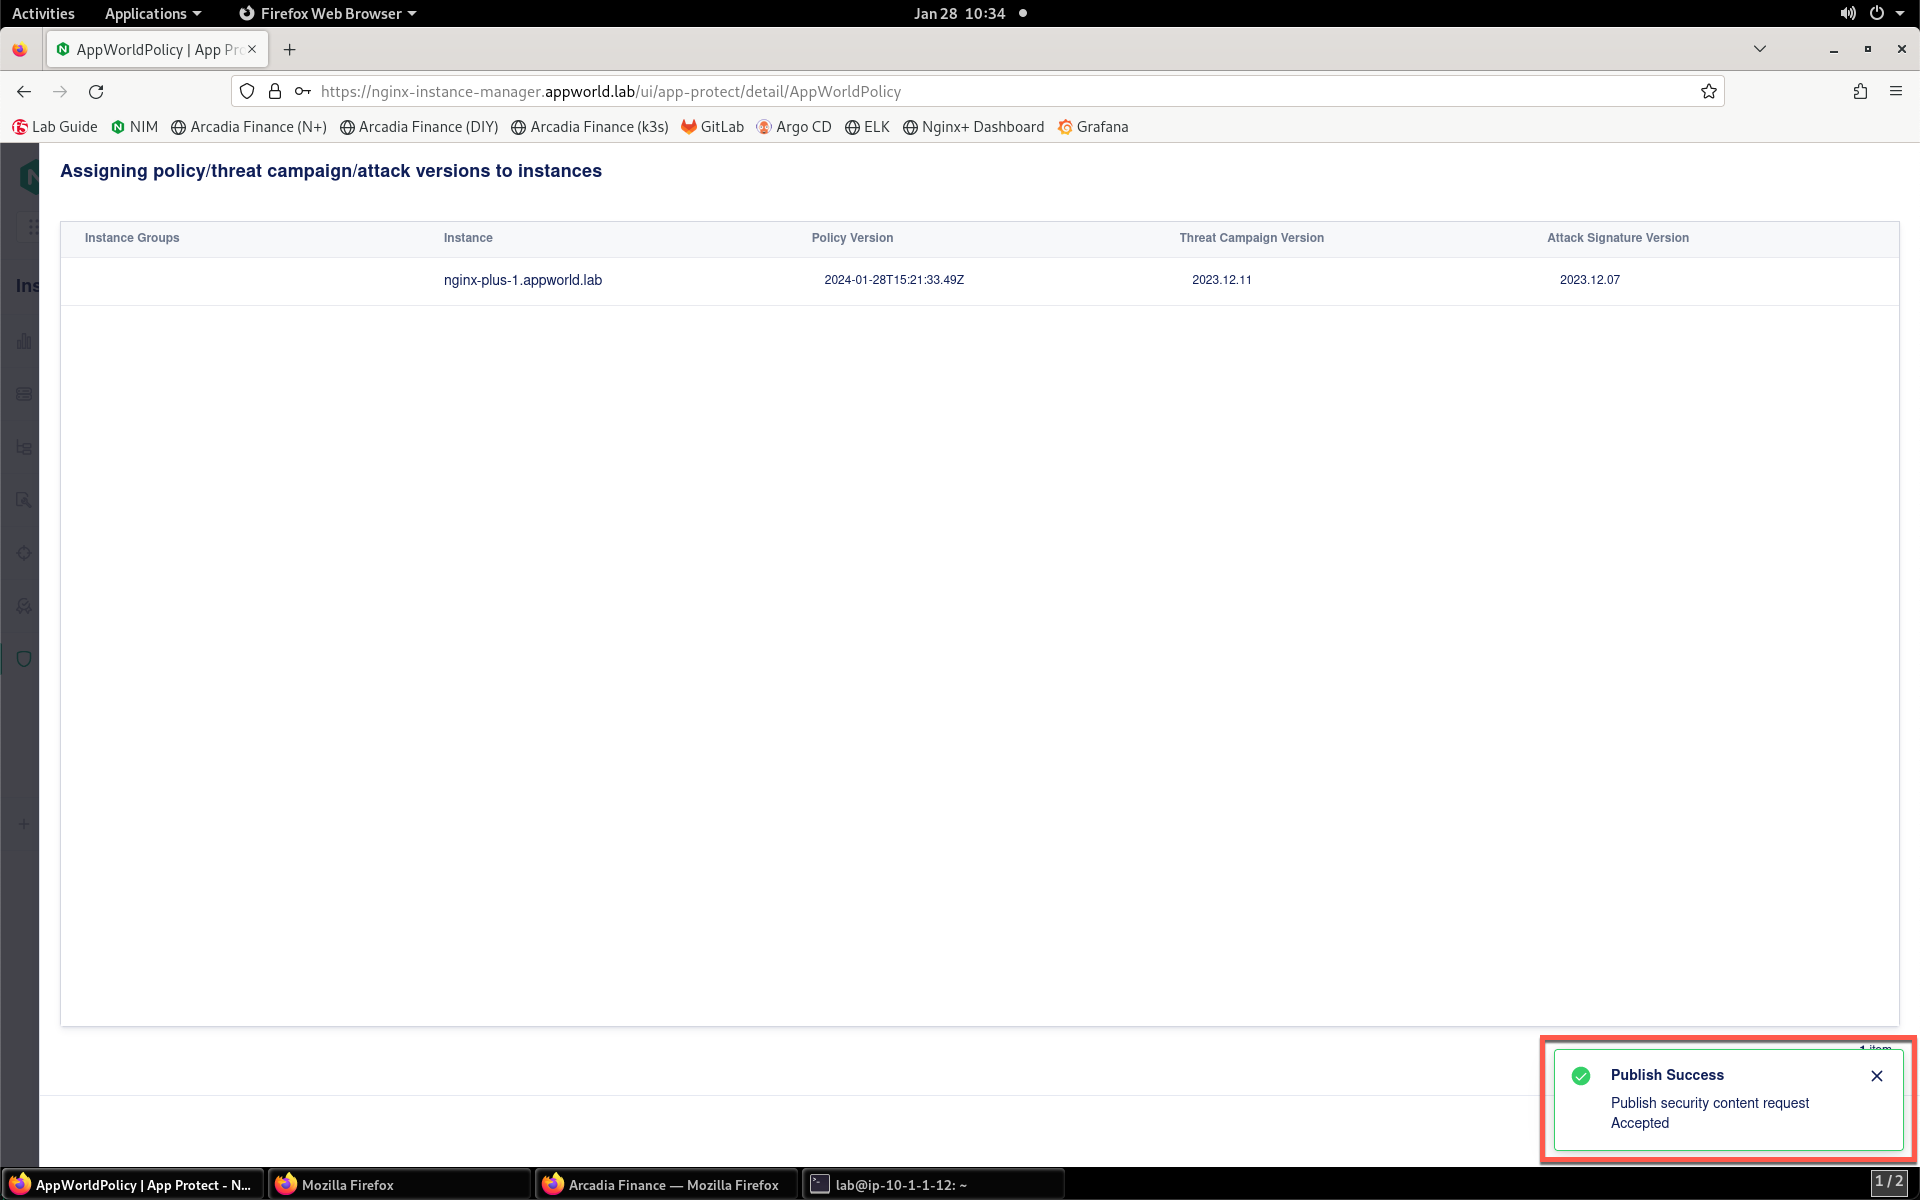 Activities Applications Firefox Web Browser Jan 28 10:34
AppWorldPolicy | App Pr
https://nginx-instance-manager.appworld.lab/ui/app-protect/detail/AppWorldPolicy
Lab Guide NIM Arcadia Finance (N+) Arcadia Finance (DIY) Arcadia Finance (k3s) GitLab Argo CD ELK Nginx+ Dashboard Grafana
Assigning policy/threat campaign/attack versions to instances
Instance Groups Instance Policy Version Threat Campaign Version Attack Signature Version
nginx-plus-1.appworld.lab 2024-01-28T15:21:33.49Z 2023.12.11 2023.12.07
Ins
1 item
Publish Success
Publish security content request
Accepted
AppWorldPolicy | App Protect - N... Mozilla Firefox Arcadia Finance — Mozilla Firefox lab@ip-10-1-1-12: ~ 1 / 2